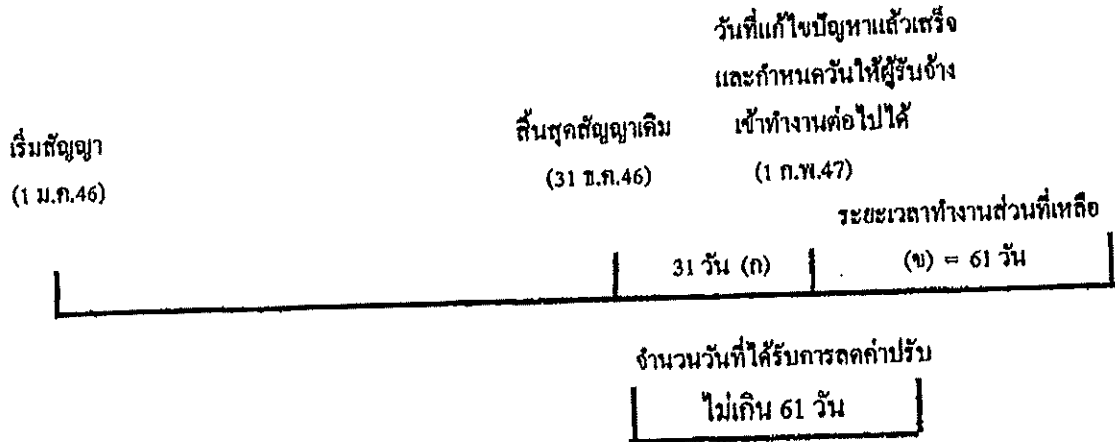 วันที่แก้ไขปัญหาแล้วเสร็จ
และกำหนดวันให้ผู้รับจ้าง
เข้าทำงานต่อไปได้
(1 ก.พ.47)
สิ้นสุดสัญญาเดิม
(31 ธ.ค.46)
เริ่มสัญญา
(1 ม.ค.46)
ระยะเวลาทำงานส่วนที่เหลือ
31 วัน (ก)
(ข) = 61 วัน
จำนวนวันที่ได้รับการลดค่าปรับ
ไม่เกิน 61 วัน